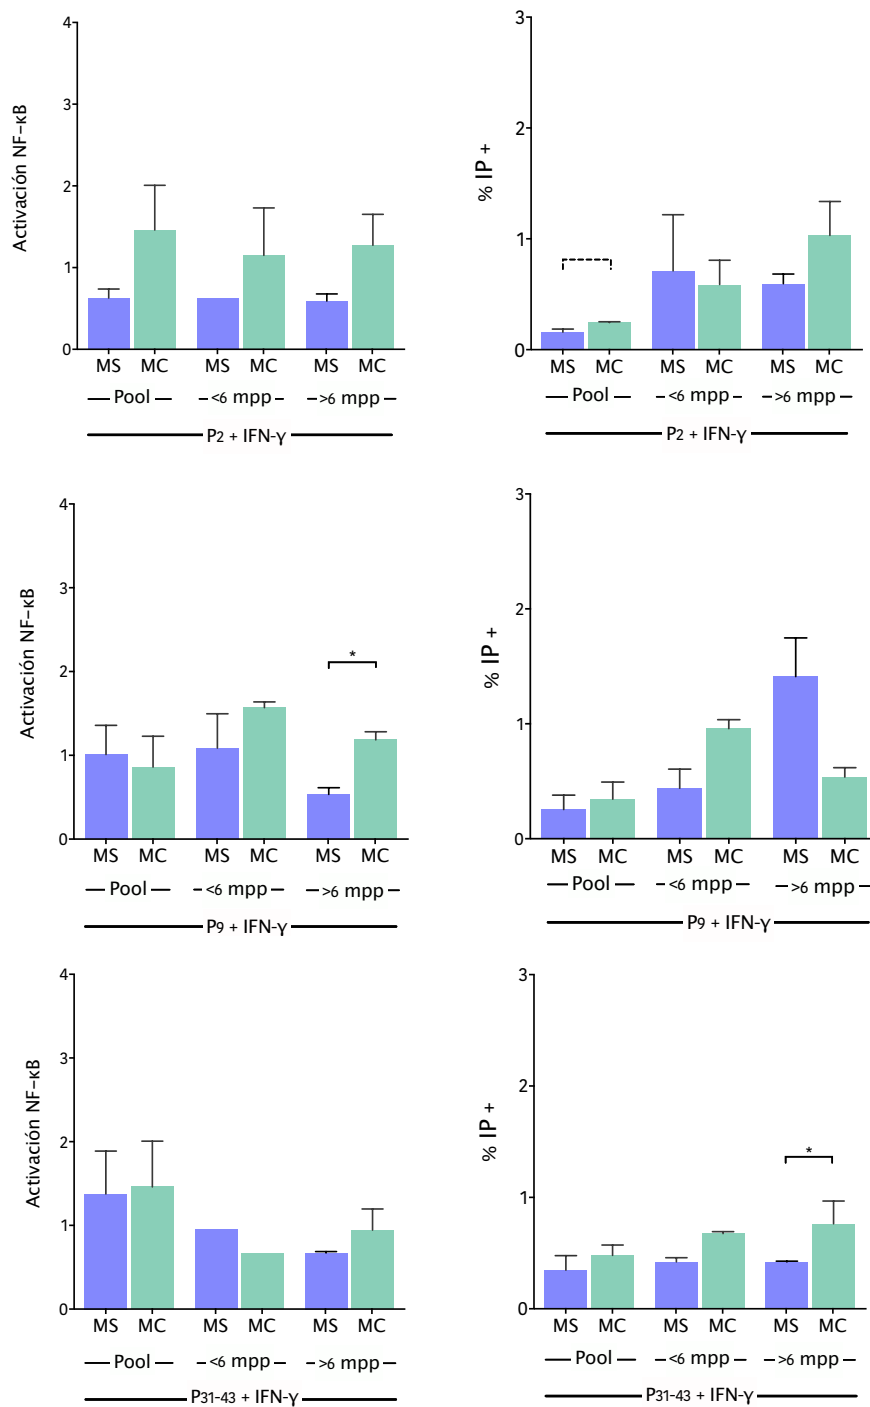 Activación NF-κB
4
3
2
1
0
MS MC MS MC MS MC
Pool <6 mpp >6 mpp
P2 + IFN-γ
% IP +
3
2
1
0
MS MC MS MC MS MC
Pool <6 mpp >6 mpp
P2 + IFN-γ
Activación NF-κB
4
3
2
1
0
*
MS MC MS MC MS MC
Pool <6 mpp >6 mpp
P9 + IFN-γ
% IP +
3
2
1
0
MS MC MS MC MS MC
Pool <6 mpp >6 mpp
P9 + IFN-γ
Activación NF-κB
4
3
2
1
0
MS MC MS MC MS MC
Pool <6 mpp >6 mpp
P31-43 + IFN-γ
% IP +
3
2
1
0
*
MS MC MS MC MS MC
Pool <6 mpp >6 mpp
P31-43 + IFN-γ